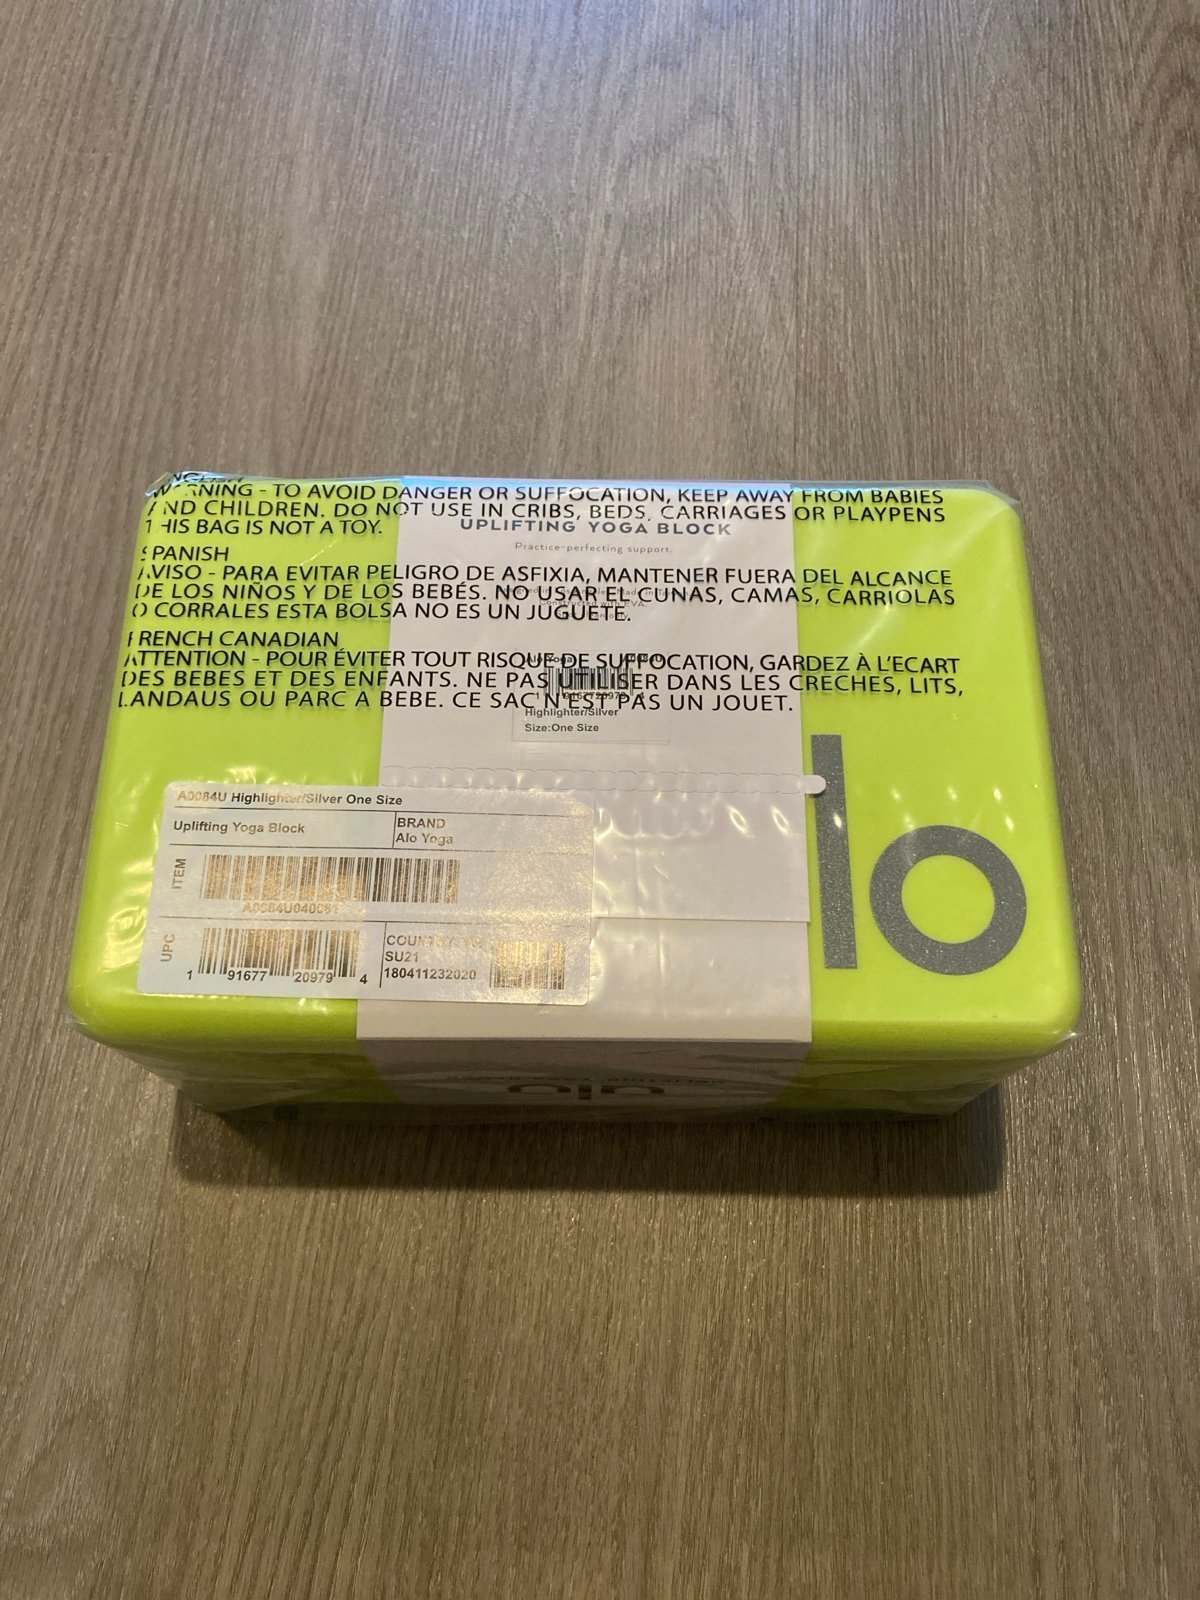 WARNING - TO AVOID DANGER OR SUFFOCATION, KEEP AWAY FROM BABIES
AND CHILDREN. DO NOT USE IN CRIBS, BEDS, CARRIAGES OR PLAYPENS
THIS BAG IS NOT A TOY.
UPLIFTING YOGA BLOCK
Practice-perfecting support.
SPANISH
AVISO - PARA EVITAR PELIGRO DE ASFIXIA, MANTENER FUERA DEL ALCANCE
DE LOS NIÑOS Y DE LOS BEBÉS. NO USAR EL CUNAS, CAMAS, CARRIOLAS
O CORRALES ESTA BOLSA NO ES UN JUGUETE.
FRENCH CANADIAN
ATTENTION - POUR ÉVITER TOUT RISQUE DE SUFFOCATION, GARDEZ À L'ECART
DES BEBES ET DES ENFANTS. NE PAS UTILISER DANS LES CRECHES, LITS,
LANDAUS OU PARC A BEBE. CE SAC N'EST PAS UN JOUET.
Alo Yoga
Highlighter/Silver
Size:One Size
lo
A0084U Highlighter/Silver One Size
Uplifting Yoga Block
BRAND
Alo Yoga
ITEM
UPC
1 91677 20979 4
SU21
180411232020
alo